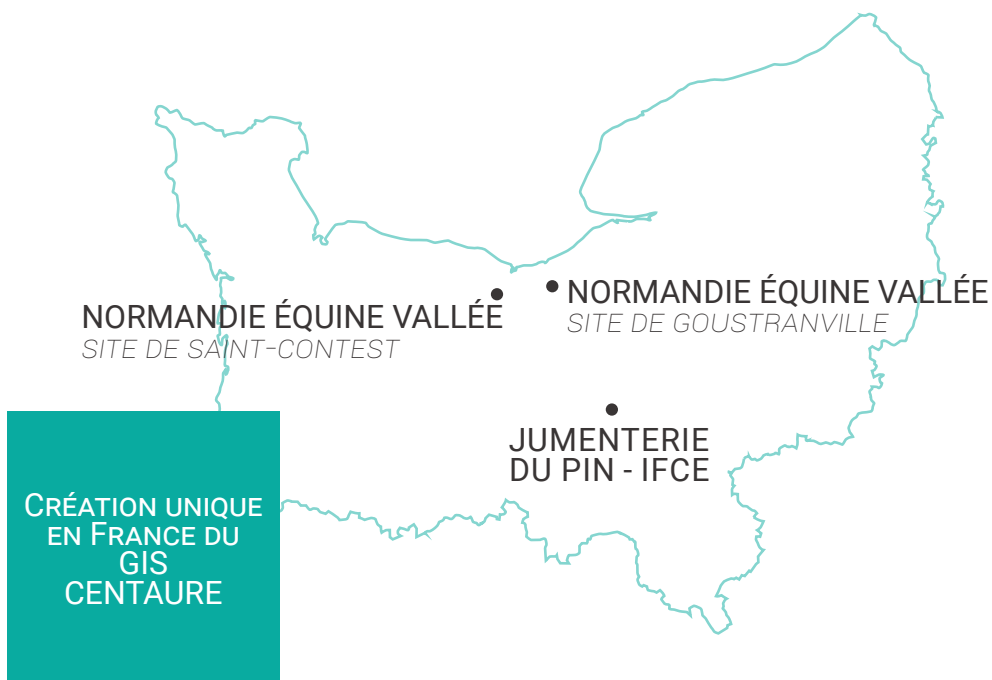 NORMANDIE ÉQUINE VALLÉE
SITE DE SAINT-CONTEST
NORMANDIE ÉQUINE VALLÉE
SITE DE GOUSTRANVILLE
JUMENTERIE
DU PIN - IFCE
CRÉATION UNIQUE
EN FRANCE DU
GIS
CENTAURE